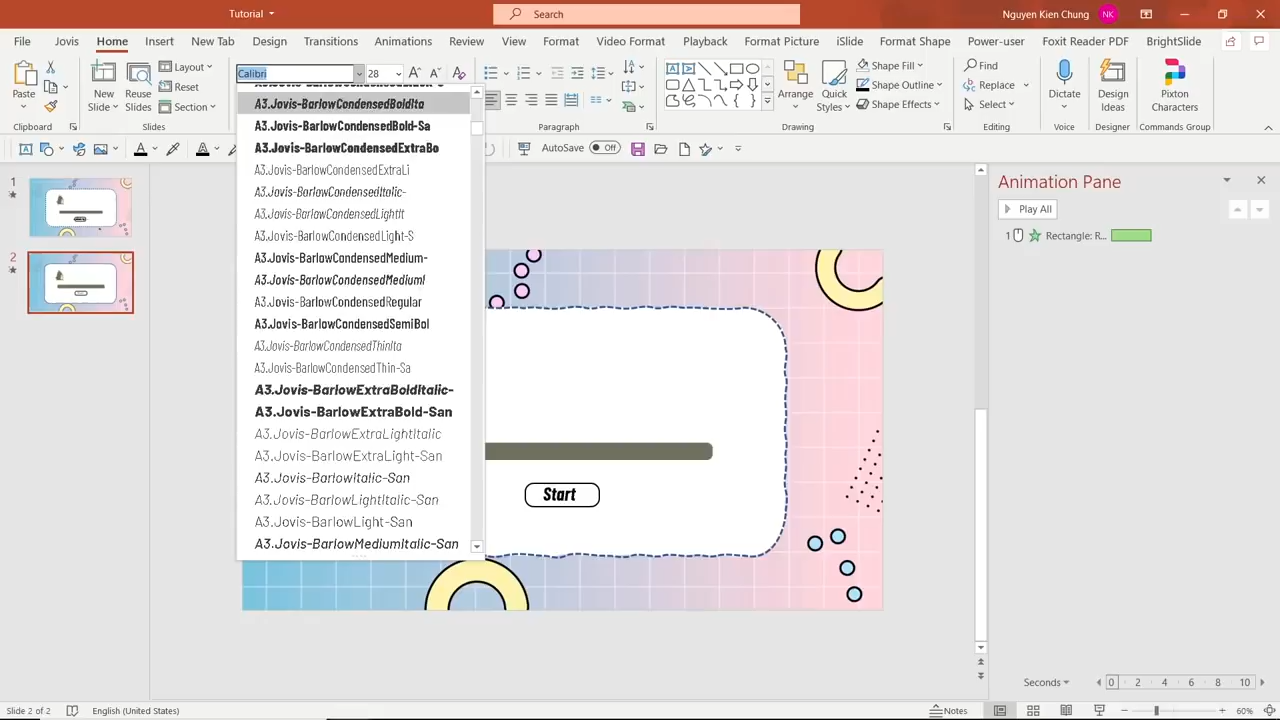 Tutorial
Search
Nguyen Kien Chung
NK
File
Jovis
Home
Insert
New Tab
Design
Transitions
Animations
Review
View
Format
Video Format
Playback
Format Picture
iSlide
Format Shape
Power-user
Foxit Reader PDF
BrightSlide
Paste
Clipboard
New
Slide
Reuse
Slides
Layout
Reset
Section
Slides
Calibri
28
Paragraph
Arrange
Quick
Styles
Shape Fill
Shape Outline
Shape Effects
Drawing
Find
Replace
Select
Editing
Dictate
Voice
Design
Ideas
Designer
Pixton
Characters
Commands Group
AutoSave
Off
A3.Jovis-BarlowCondensedBoldIta
A3.Jovis-BarlowCondensedBold-Sa
A3.Jovis-BarlowCondensedExtraBo
A3.Jovis-BarlowCondensedExtraLi
A3.Jovis-BarlowCondensedItalic-
A3.Jovis-BarlowCondensedLightIt
A3.Jovis-BarlowCondensedLight-S
A3.Jovis-BarlowCondensedMedium-
A3.Jovis-BarlowCondensedMediumI
A3.Jovis-BarlowCondensedRegular
A3.Jovis-BarlowCondensedSemiBol
A3.Jovis-BarlowCondensedThinIta
A3.Jovis-BarlowCondensedThin-Sa
A3.Jovis-BarlowExtraBoldItalic-
A3.Jovis-BarlowExtraBold-San
A3.Jovis-BarlowExtraLightItalic
A3.Jovis-BarlowExtraLight-San
A3.Jovis-BarlowItalic-San
A3.Jovis-BarlowLightItalic-San
A3.Jovis-BarlowLight-San
A3.Jovis-BarlowMediumItalic-San
1
2
Start
Animation Pane
Play All
1 Rectangle: R...
Seconds
0 2 4 6 8 10
Slide 2 of 2
English (United States)
Notes
60%